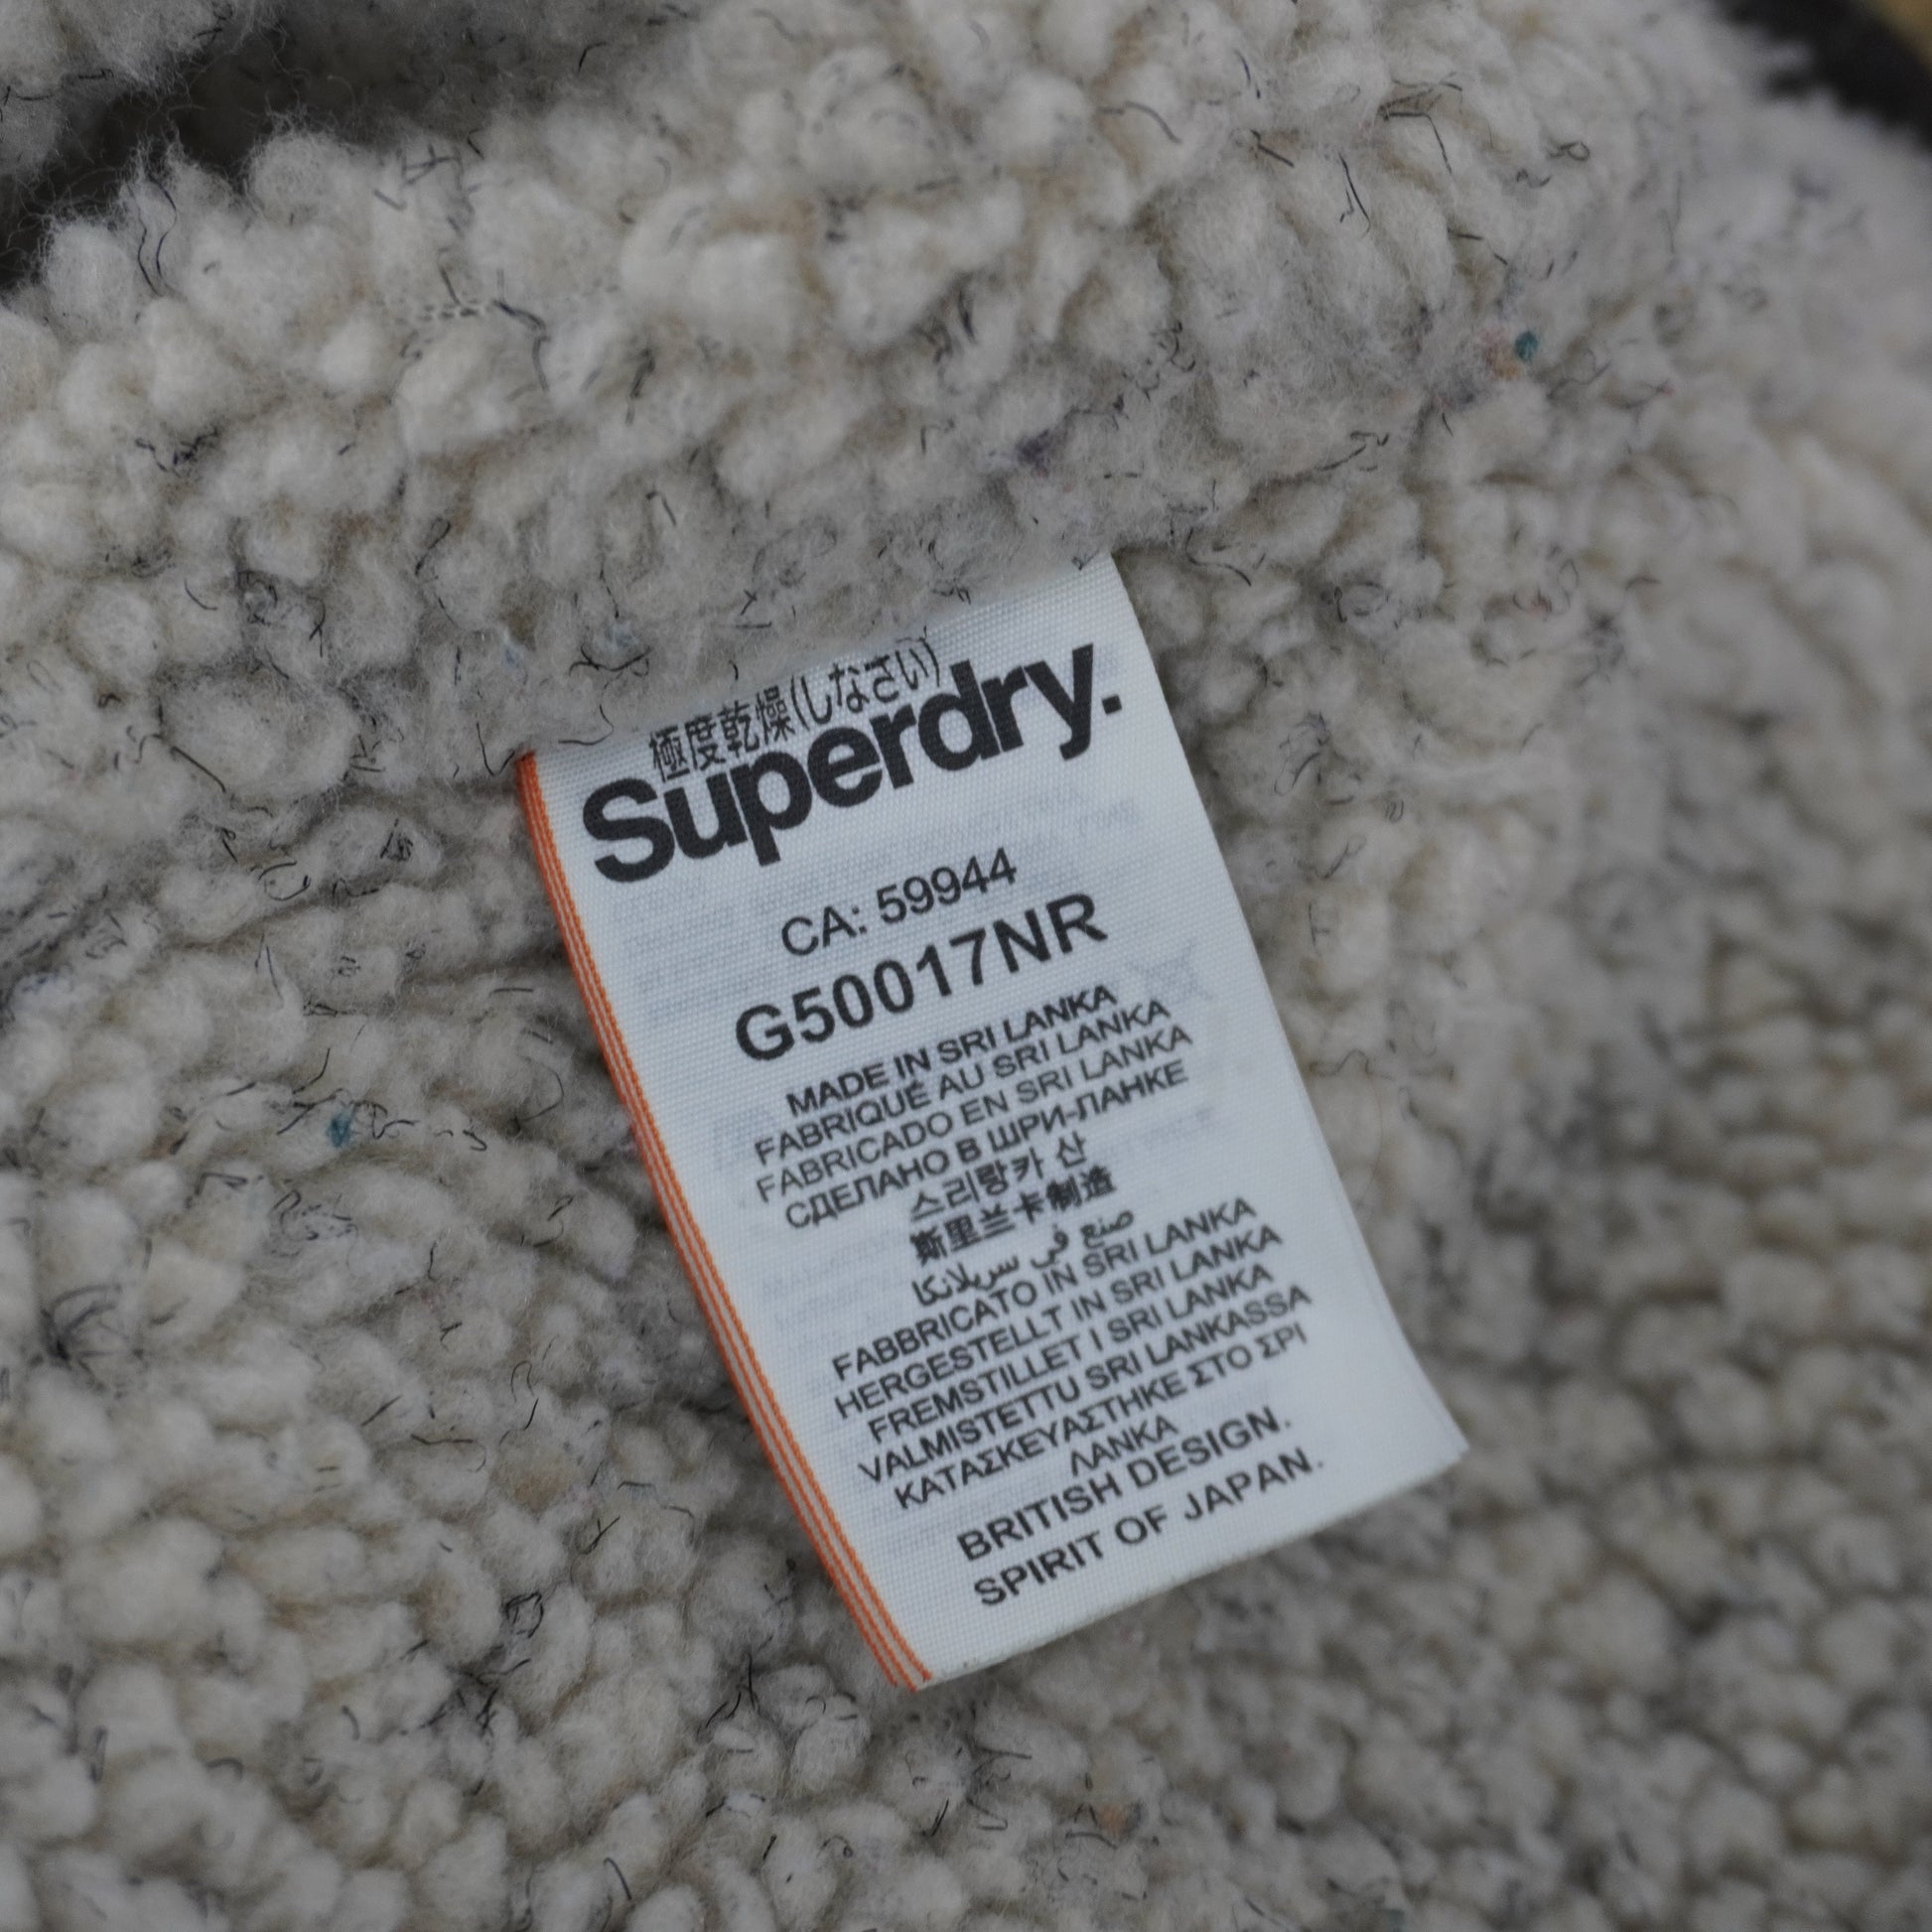 極度乾燥(しなさい)
Superdry.
CA: 59944
G50017NR
MADE IN SRI LANKA
FABRIQUÉ AU SRI LANKA
FABRICADO EN SRI LANKA
СДЕЛАНО В ШРИ-ЛАНКЕ
스리랑카 산
斯里兰卡制造
صنع في سريلانكا
FABBRICATO IN SRI LANKA
HERGESTELLT IN SRI LANKA
FREMSTILLET I SRI LANKA
VALMISTETTU SRI LANKASSA
ΚΑΤΑΣΚΕΥΑΣΤΗΚΕ ΣΤΟ ΣΡΙ
ΛΑΝΚΑ
BRITISH DESIGN.
SPIRIT OF JAPAN.